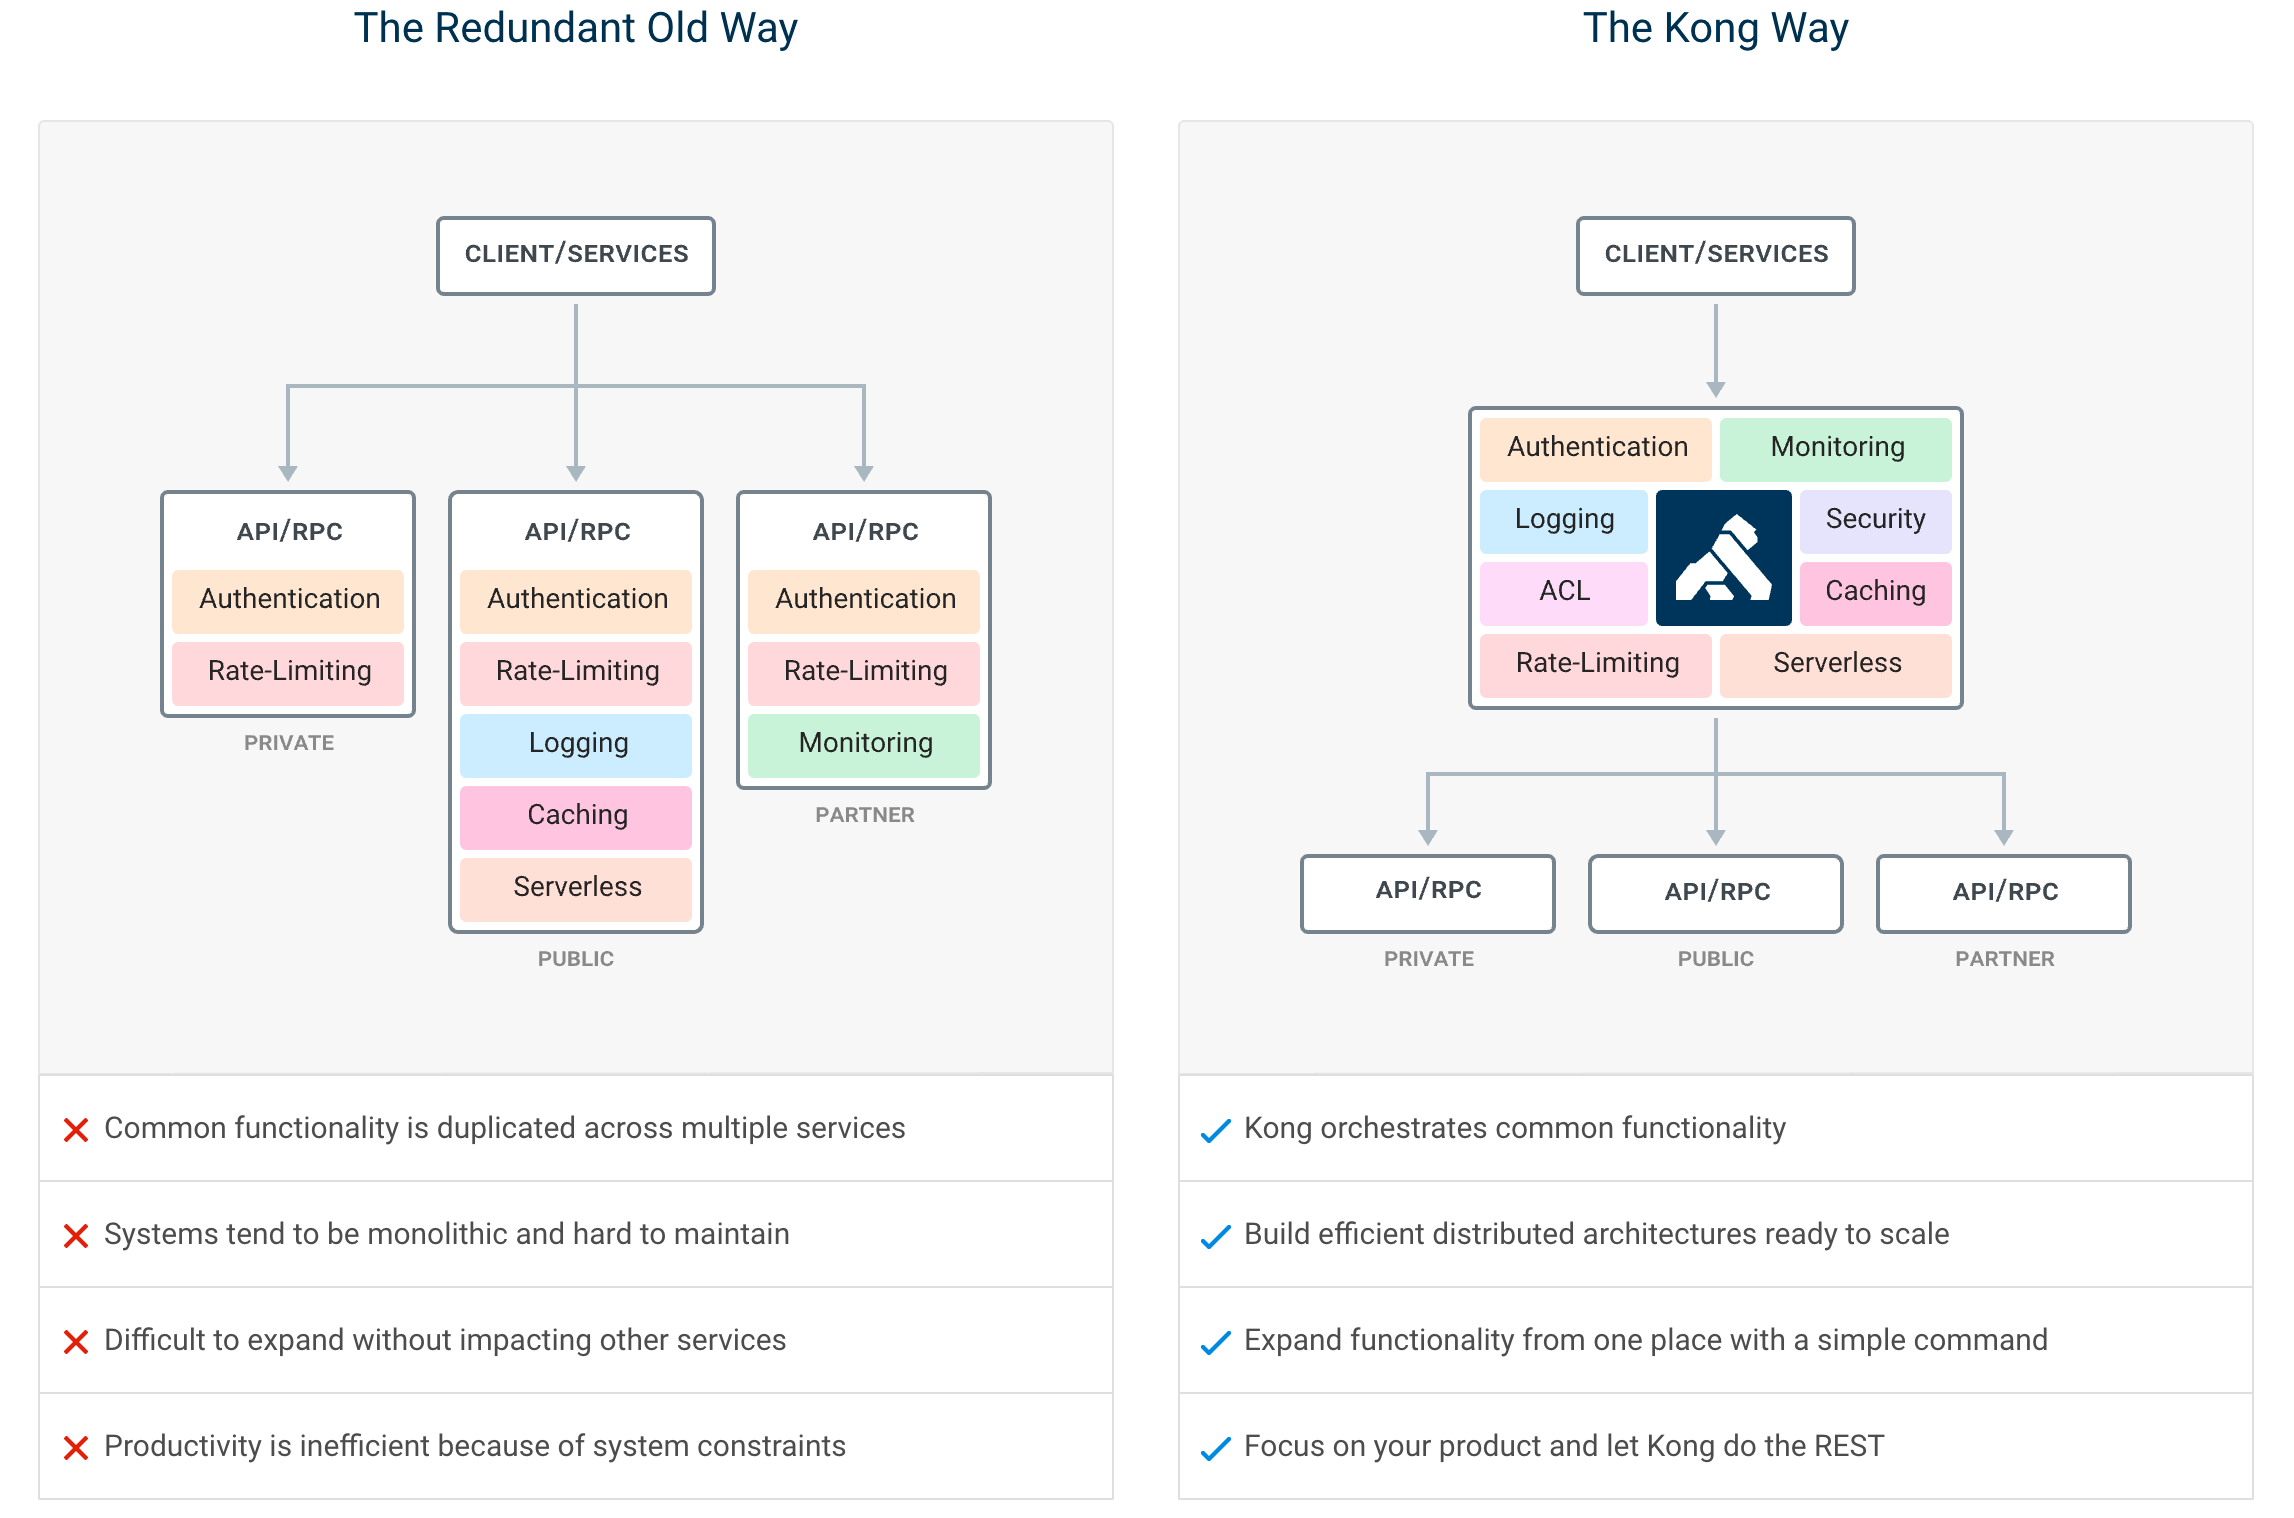 The Redundant Old Way
CLIENT/SERVICES
API/RPC
Authentication
Rate-Limiting
PRIVATE
API/RPC
Authentication
Rate-Limiting
Logging
Caching
Serverless
PUBLIC
API/RPC
Authentication
Rate-Limiting
Monitoring
PARTNER
Common functionality is duplicated across multiple services
Systems tend to be monolithic and hard to maintain
Difficult to expand without impacting other services
Productivity is inefficient because of system constraints
The Kong Way
CLIENT/SERVICES
Authentication
Monitoring
Logging
Security
ACL
Caching
Rate-Limiting
Serverless
API/RPC
PRIVATE
API/RPC
PUBLIC
API/RPC
PARTNER
Kong orchestrates common functionality
Build efficient distributed architectures ready to scale
Expand functionality from one place with a simple command
Focus on your product and let Kong do the REST